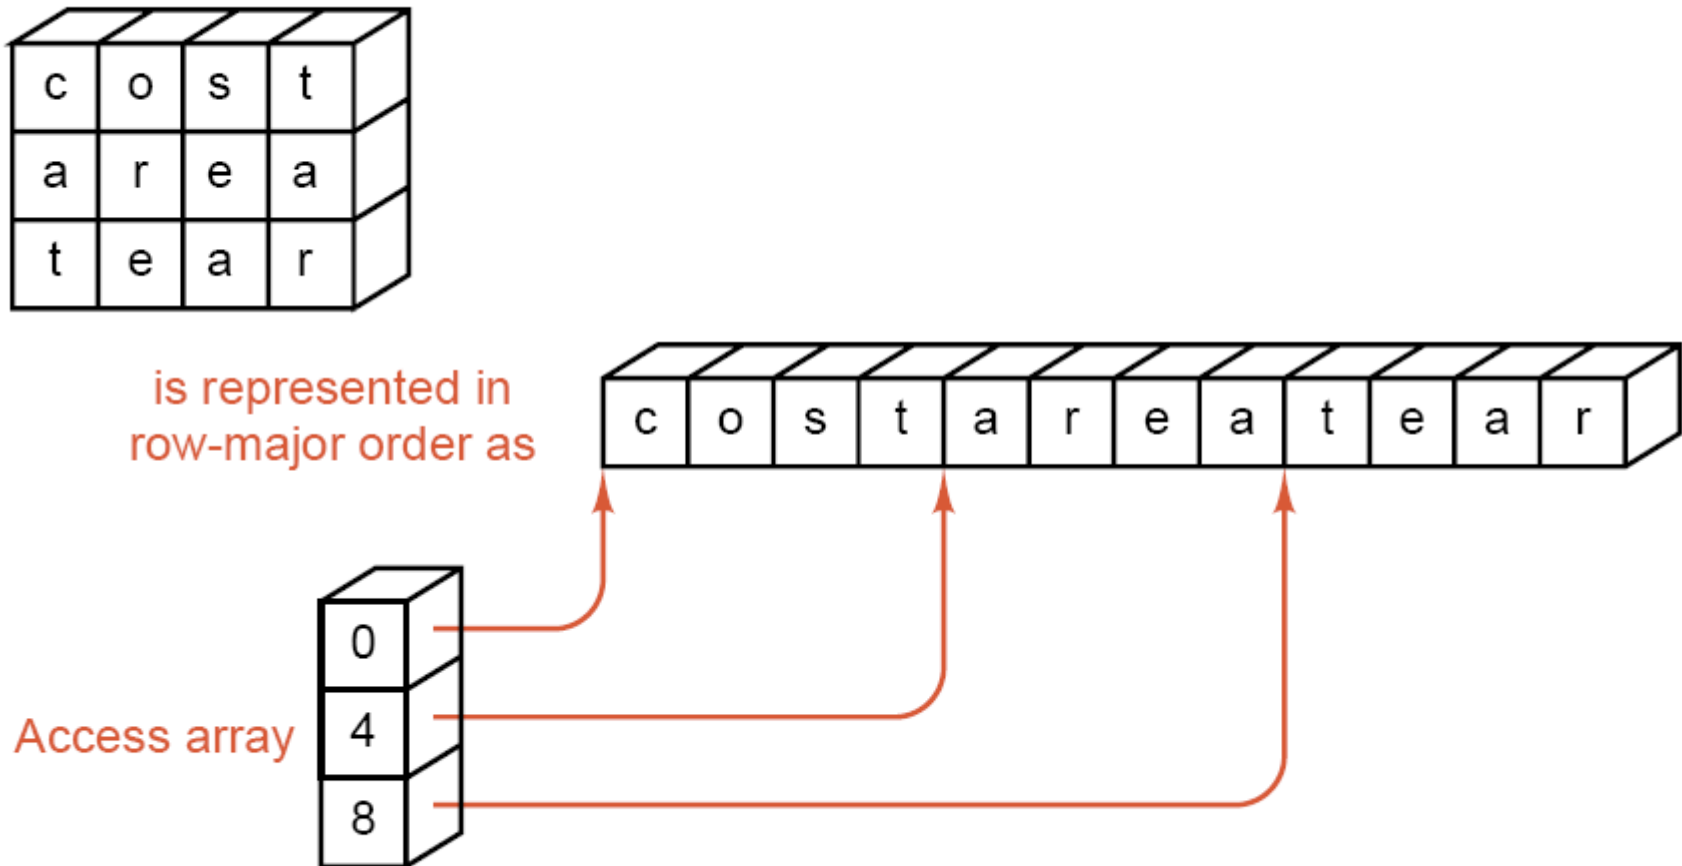 c o s t
a r e a
t e a r
is represented in
row-major order as
c o s t a r e a t e a r
0
Access array
4
8